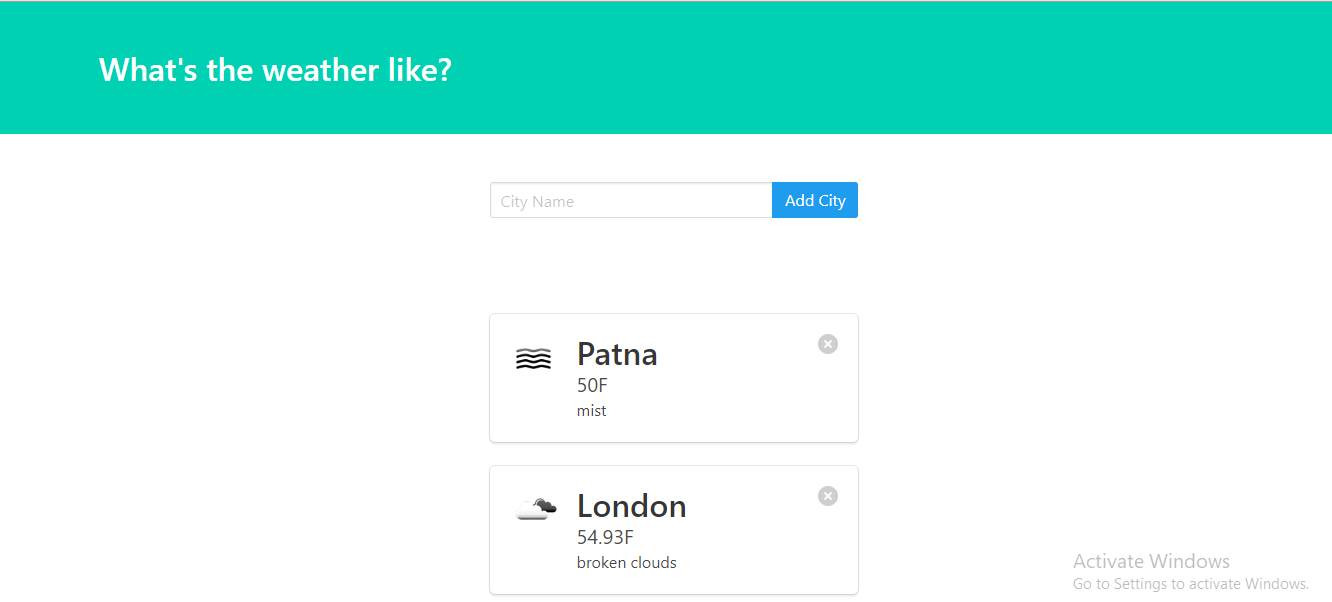 What's the weather like?
City Name
Add City
Patna
50F
mist
London
54.93F
broken clouds
Activate Windows
Go to Settings to activate Windows.